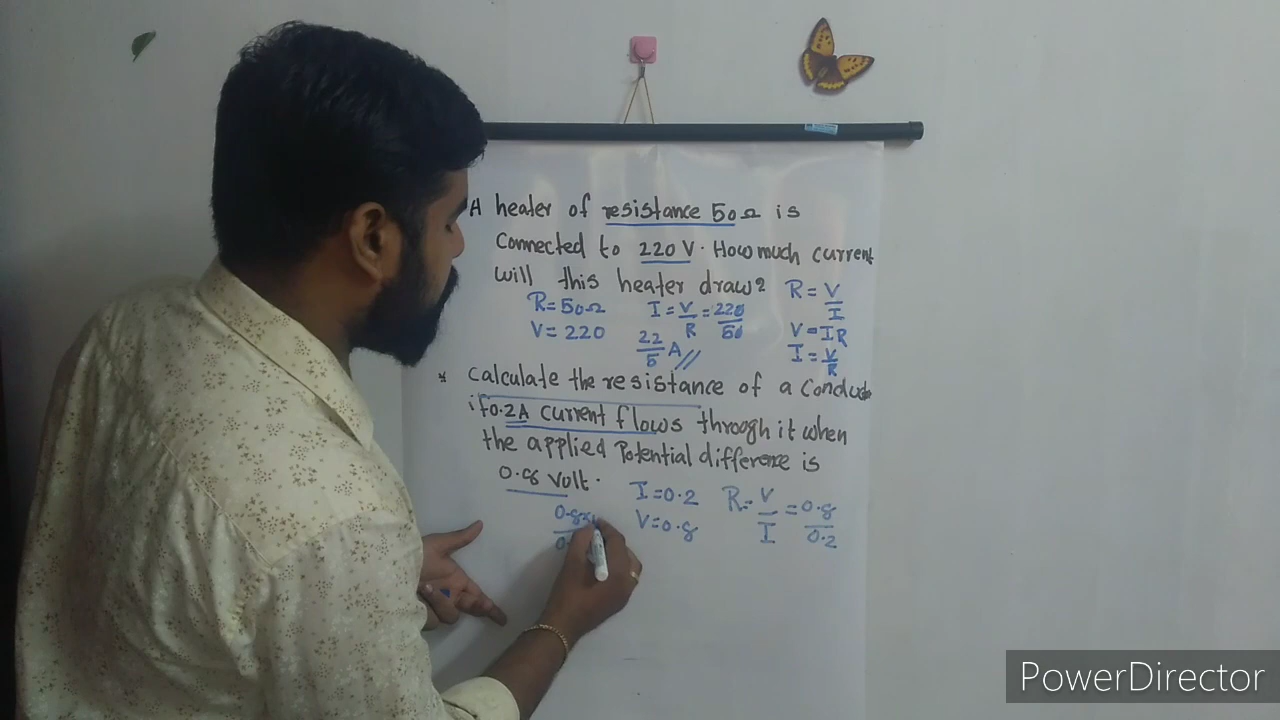 A heater of resistance 50Ω is
Connected to 220 V. How much current
will this heater draw?
R = V/I
R = 50Ω
I = V/R = 220/50
V = 220
V = IR
22/5 A //
I = V/R
* Calculate the resistance of a
if 0.2A current flows through it when
the applied Potential difference is
0.8 volt.
I = 0.2
R = V/I = 0.8/0.2
V = 0.8
0.8×
PowerDirector